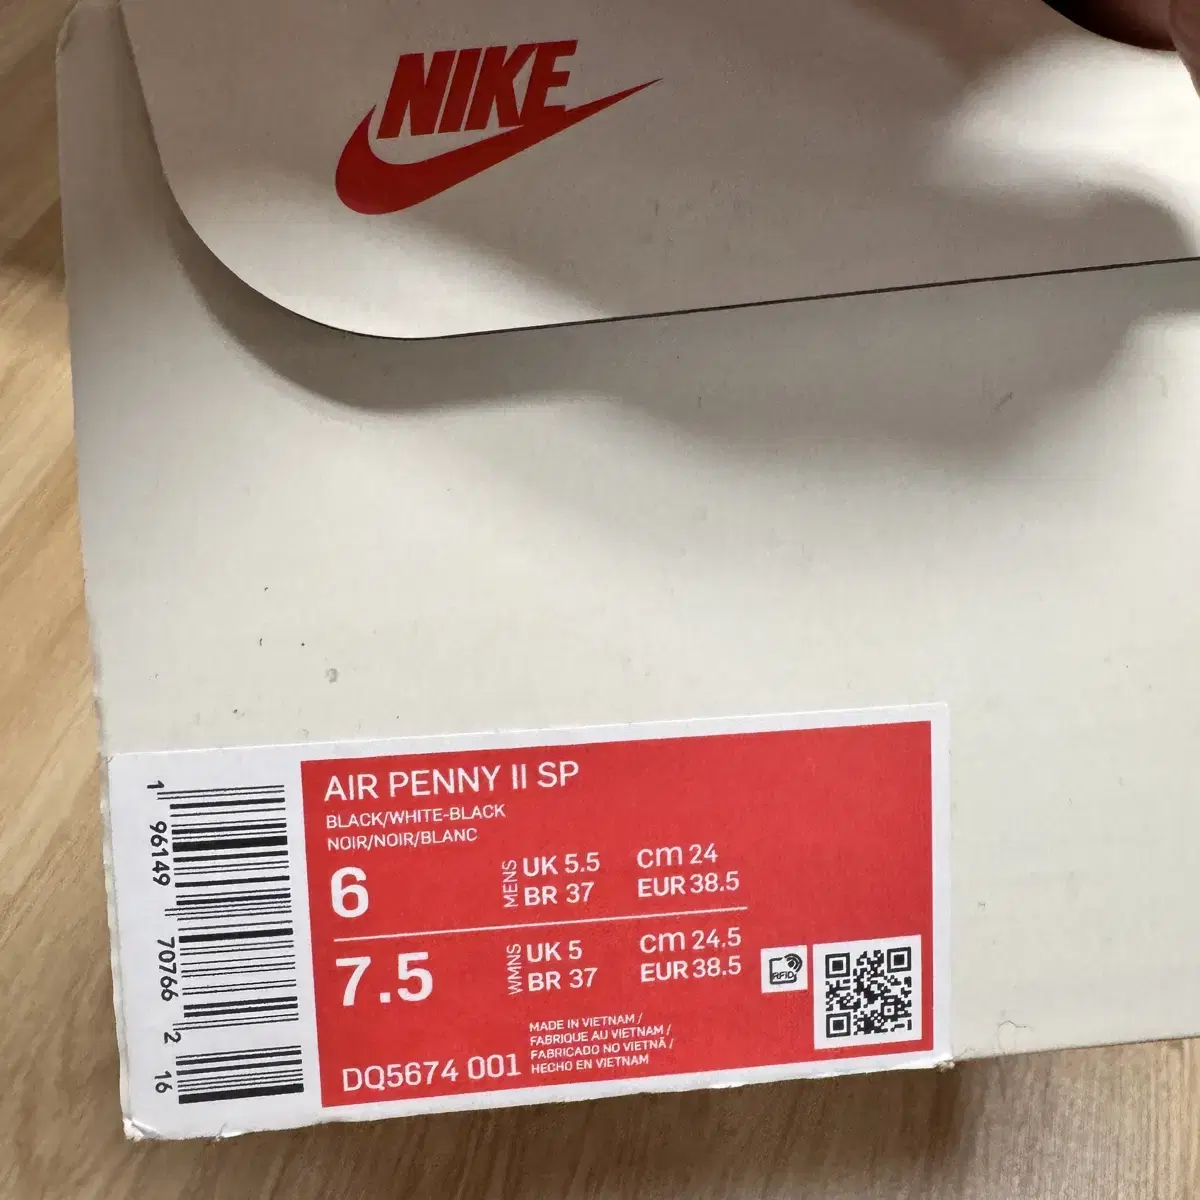 NIKE
AIR PENNY II SP
BLACK/WHITE-BLACK
NOIR/NOIR/BLANC
6
MENS
UK 5.5
BR 37
cm 24
EUR 38.5
7.5
WMNS
UK 5
BR 37
cm 24.5
EUR 38.5
RFID
DQ5674 001
MADE IN VIETNAM /
FABRIQUE AU VIETNAM /
FABRICADO NO VIETNÃ /
HECHO EN VIETNAM
1 96149 70766 2 16